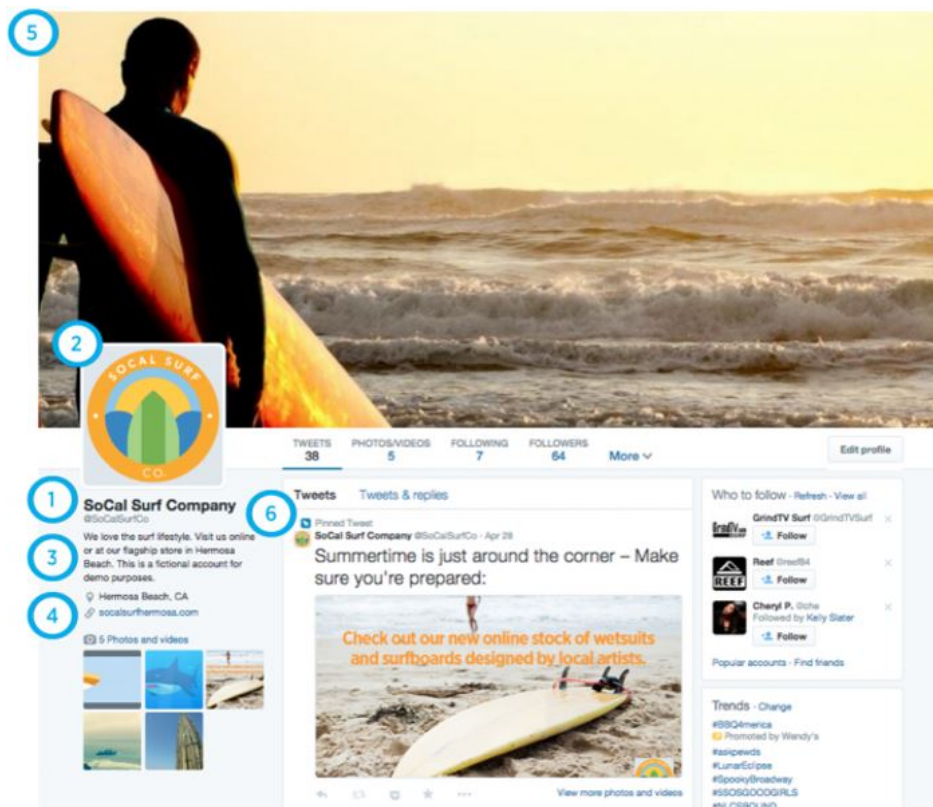 5
2
SOCAL SURF
CO.
TWEETS PHOTOS/VIDEOS FOLLOWING FOLLOWERS
38 5 7 64 More
Edit profile
1
SoCal Surf Company
@SoCalSurfCo
3
We love the surf lifestyle. Visit us online
or at our flagship store in Hermosa
Beach. This is a fictional account for
demo purposes.
Hermosa Beach, CA
4
socalsurfhermosa.com
5 Photos and videos
6
Tweets Tweets & replies
Pinned Tweet
SoCal Surf Company @SoCalSurfCo · Apr 28
Summertime is just around the corner – Make
sure you're prepared:
Check out our new online stock of wetsuits
and surfboards designed by local artists.
View more photos and videos
Who to follow · Refresh · View all
GrindTV Surf @GrindTVSurf
Follow
Reef @reef84
REEF
Follow
Cheryl P. @che
Followed by Kelly Slater
Follow
Popular accounts · Find friends
Trends · Change
#BBQ4merica
Promoted by Wendy's
#askpewds
#LunarEclipse
#SpookyBroadway
#5SOSGOODGIRLS